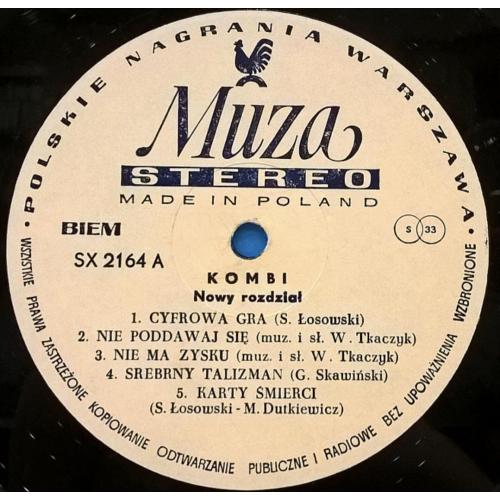 • POLSKIE NAGRANIA WARSZAWA •
Muza
STEREO
MADE IN POLAND
BIEM
S 33
SX 2164 A
KOMBI
Nowy rozdział
1. CYFROWA GRA (S. Łosowski)
2. NIE PODDAWAJ SIĘ (muz. i sł. W. Tkaczyk)
3. NIE MA ZYSKU (muz. i sł. W. Tkaczyk)
4. SREBRNY TALIZMAN (G. Skawiński)
5. KARTY ŚMIERCI
(S. Łosowski - M. Dutkiewicz)
WSZYSTKIE PRAWA ZASTRZEŻONE KOPIOWANIE ODTWARZANIE PUBLICZNE I RADIOWE BEZ UPOWAŻNIENIA WZBRONIONE